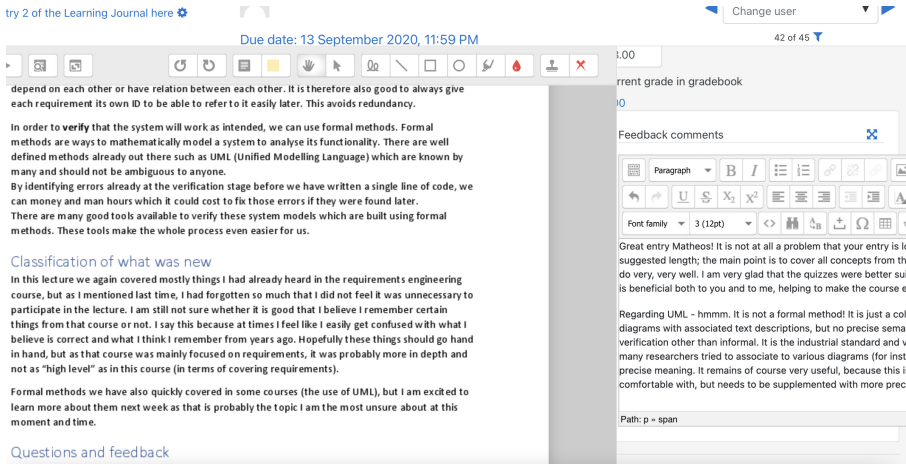 try 2 of the Learning Journal here
Change user
Due date: 13 September 2020, 11:59 PM
42 of 45
depend on each other or have relation between each other. It is therefore also good to always give
each requirement its own ID to be able to refer to it easily later. This avoids redundancy.
In order to verify that the system will work as intended, we can use formal methods. Formal
methods are ways to mathematically model a system to analyse its functionality. There are well
defined methods already out there such as UML (Unified Modelling Language) which are known by
many and should not be ambiguous to anyone.
By identifying errors already at the verification stage before we have written a single line of code, we
can money and man hours which it could cost to fix those errors if they were found later.
There are many good tools available to verify these system models which are built using formal
methods. These tools make the whole process even easier for us.
Classification of what was new
In this lecture we again covered mostly things I had already heard in the requirements engineering
course, but as I mentioned last time, I had forgotten so much that I did not feel it was unnecessary to
participate in the lecture. I am still not sure whether it is good that I believe I remember certain
things from that course or not. I say this because at times I feel like I easily get confused with what I
believe is correct and what I think I remember from years ago. Hopefully these things should go hand
in hand, but as that course was mainly focused on requirements, it was probably more in depth and
not as “high level” as in this course (in terms of covering requirements).
Formal methods we have also quickly covered in some courses (the use of UML), but I am excited to
learn more about them next week as that is probably the topic I am the most unsure about at this
moment and time.
Questions and feedback
3.00
rrent grade in gradebook
00
Feedback comments
Paragraph
B I
U S X₂ X²
Font family 3 (12pt)
Great entry Matheos! It is not at all a problem that your entry is lo
suggested length; the main point is to cover all concepts from th
do very, very well. I am very glad that the quizzes were better sui
is beneficial both to you and to me, helping to make the course e
Regarding UML - hmmm. It is not a formal method! It is just a col
diagrams with associated text descriptions, but no precise sema
verification other than informal. It is the industrial standard and v
many researchers tried to associate to various diagrams (for inst
precise meaning. It remains of course very useful, because this i
comfortable with, but needs to be supplemented with more prec
Path: p » span